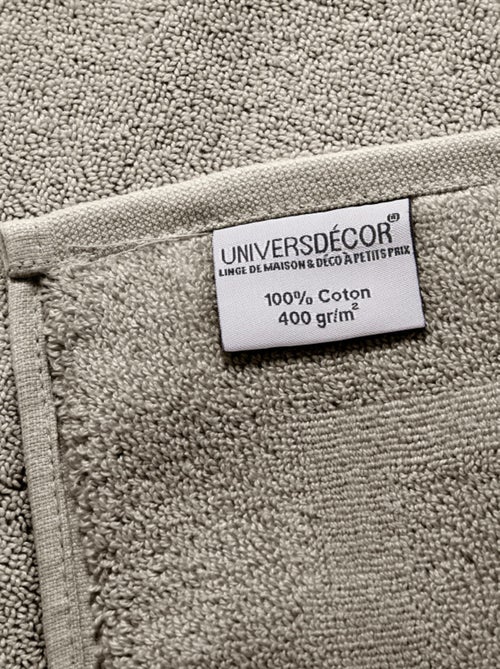 UNIVERSDÉCOR®
LINGE DE MAISON & DÉCO À PETITS PRIX
100% Coton
400 gr/m²